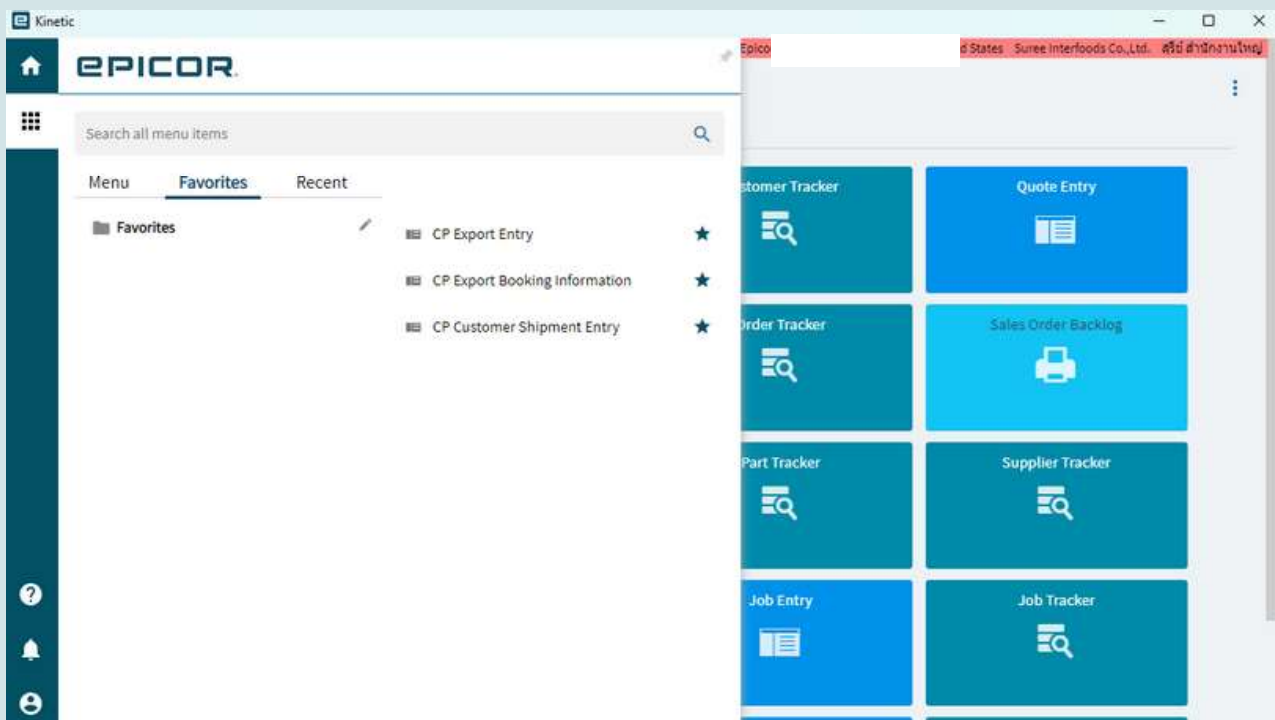 Kinetic
EPICOR
Epico
d States Suree Interfoods Co.,Ltd. สุรีย์ สำนักงานใหญ่
Search all menu items
Menu Favorites Recent
Favorites
CP Export Entry
CP Export Booking Information
CP Customer Shipment Entry
stomer Tracker
Quote Entry
Order Tracker
Sales Order Backlog
Part Tracker
Supplier Tracker
Job Entry
Job Tracker